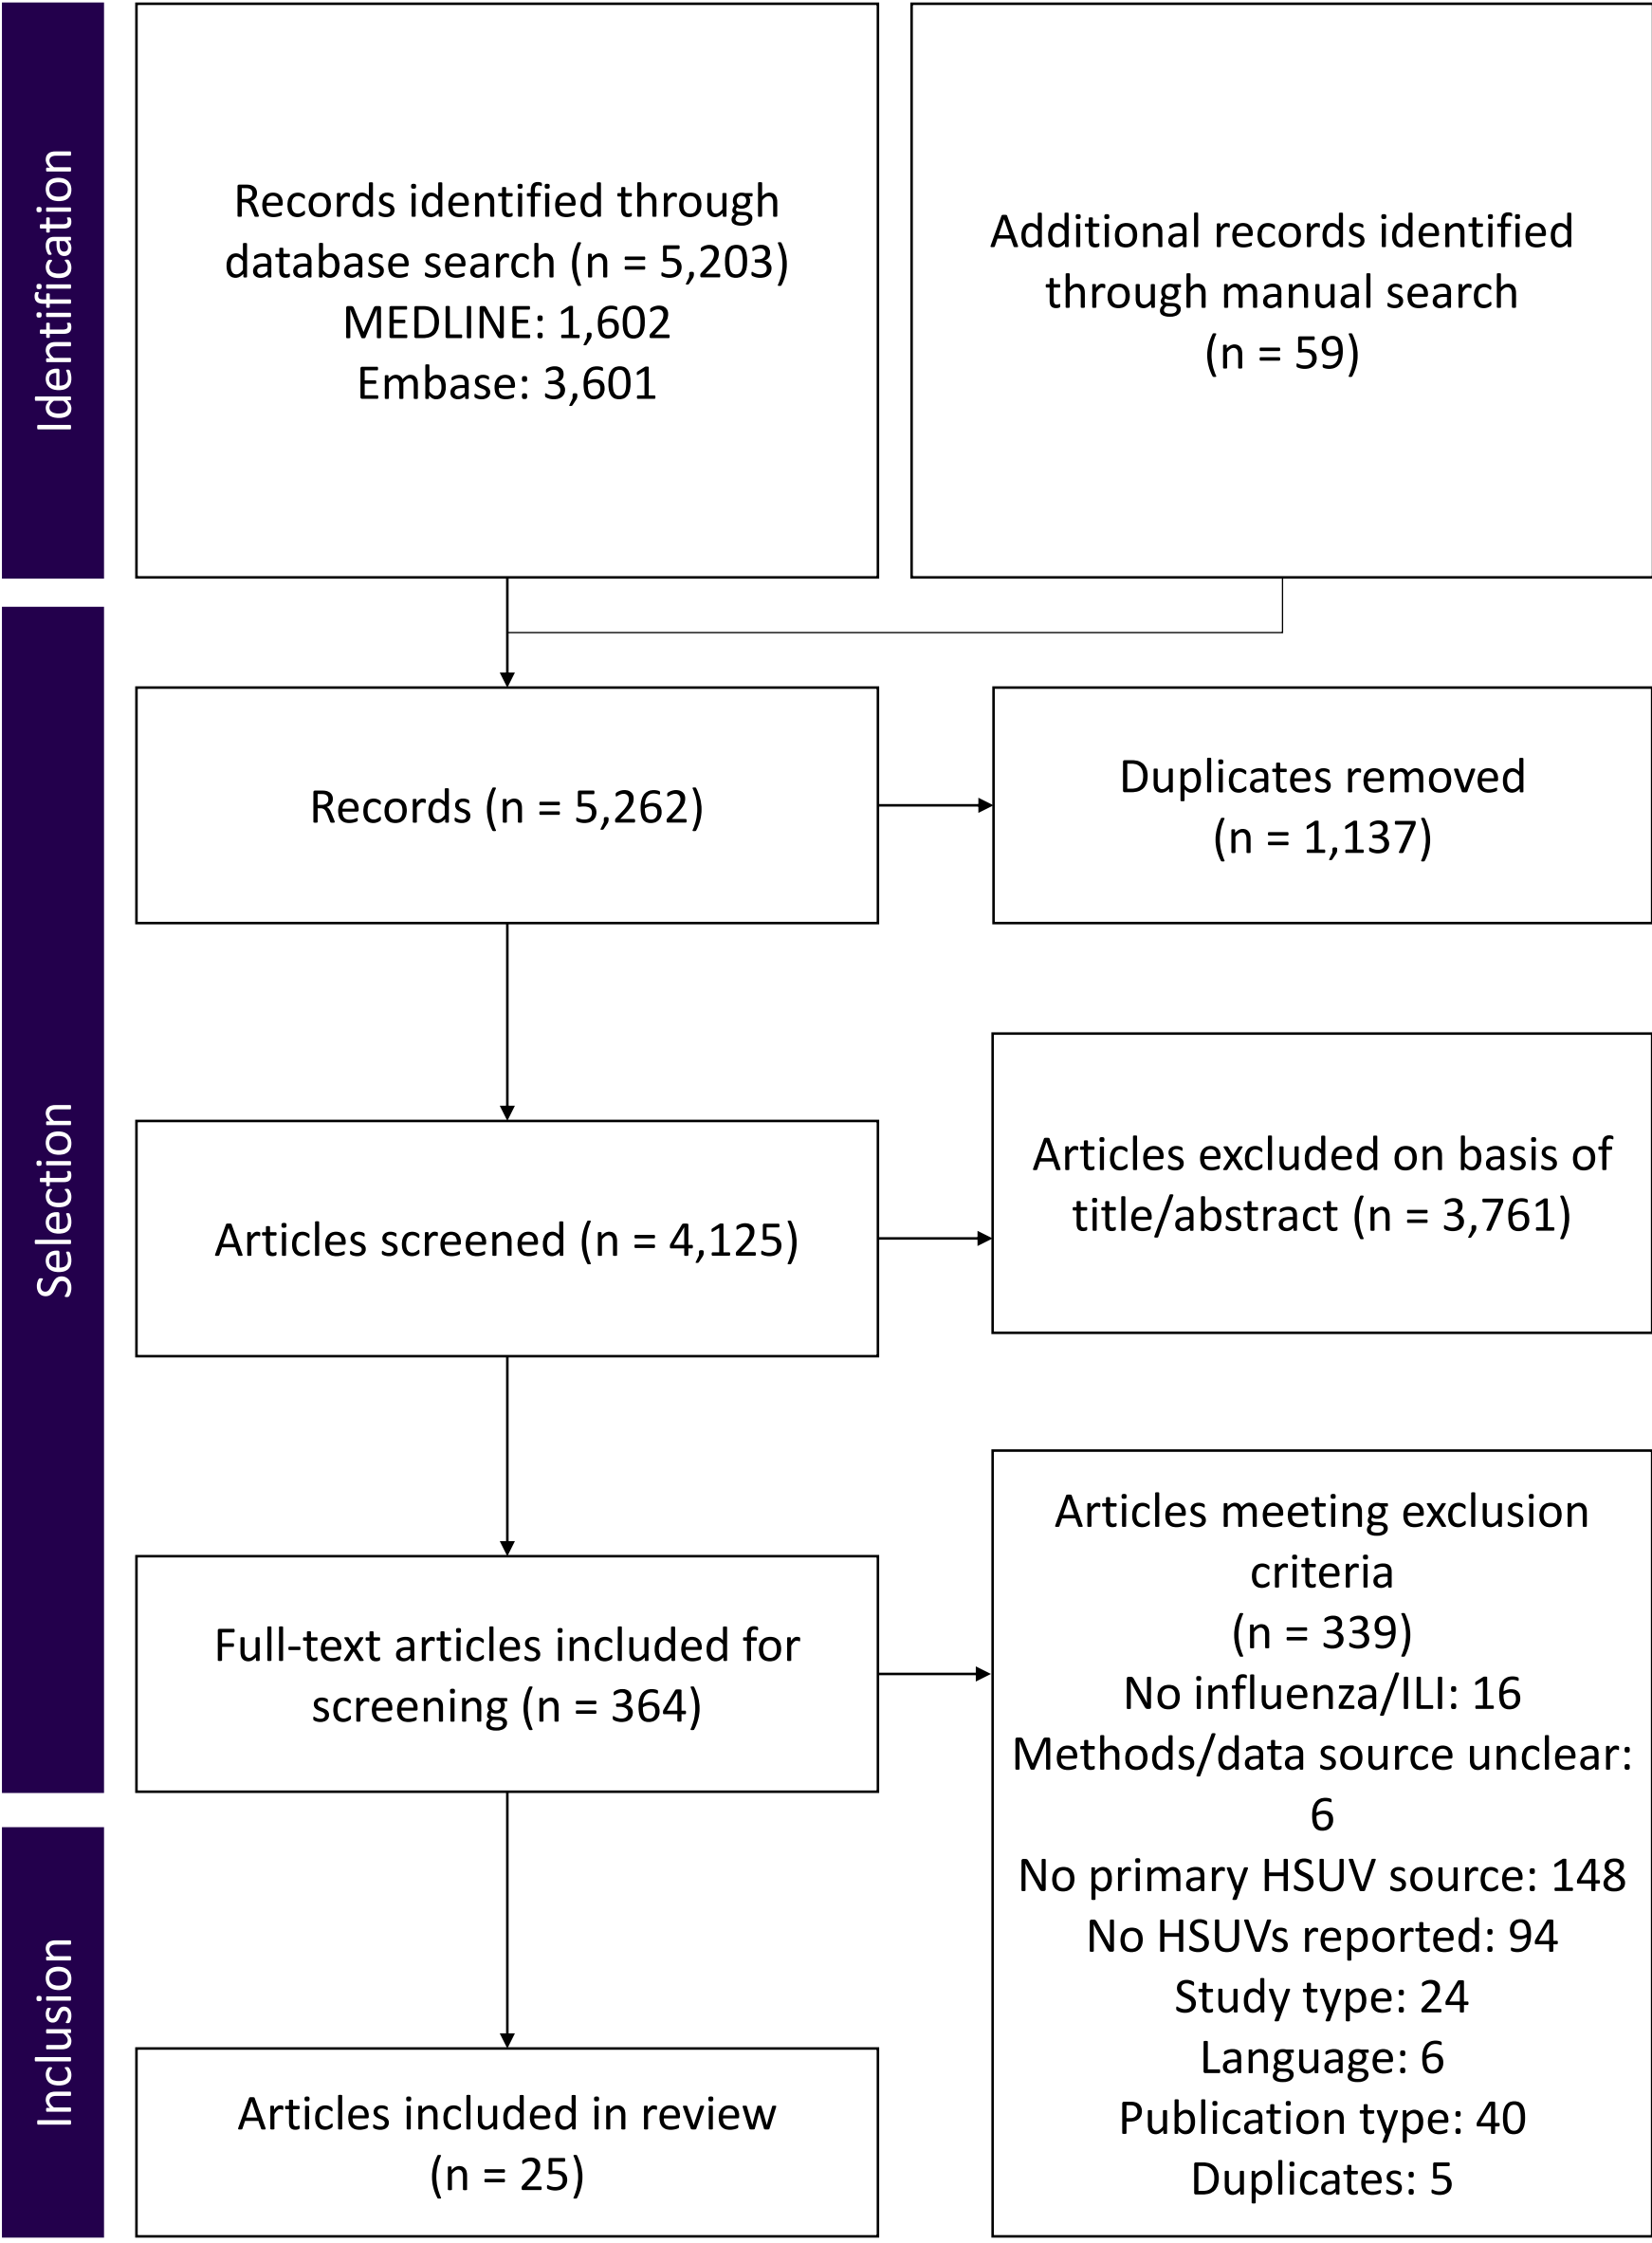 Identification
Records identified through
database search (n = 5,203)
MEDLINE: 1,602
Embase: 3,601
Additional records identified
through manual search
(n = 59)
Selection
Records (n = 5,262)
Duplicates removed
(n = 1,137)
Articles screened (n = 4,125)
Articles excluded on basis of
title/abstract (n = 3,761)
Full-text articles included for
screening (n = 364)
Articles meeting exclusion
criteria
(n = 339)
No influenza/ILI: 16
Methods/data source unclear:
6
No primary HSUV source: 148
No HSUVs reported: 94
Study type: 24
Language: 6
Publication type: 40
Duplicates: 5
Inclusion
Articles included in review
(n = 25)